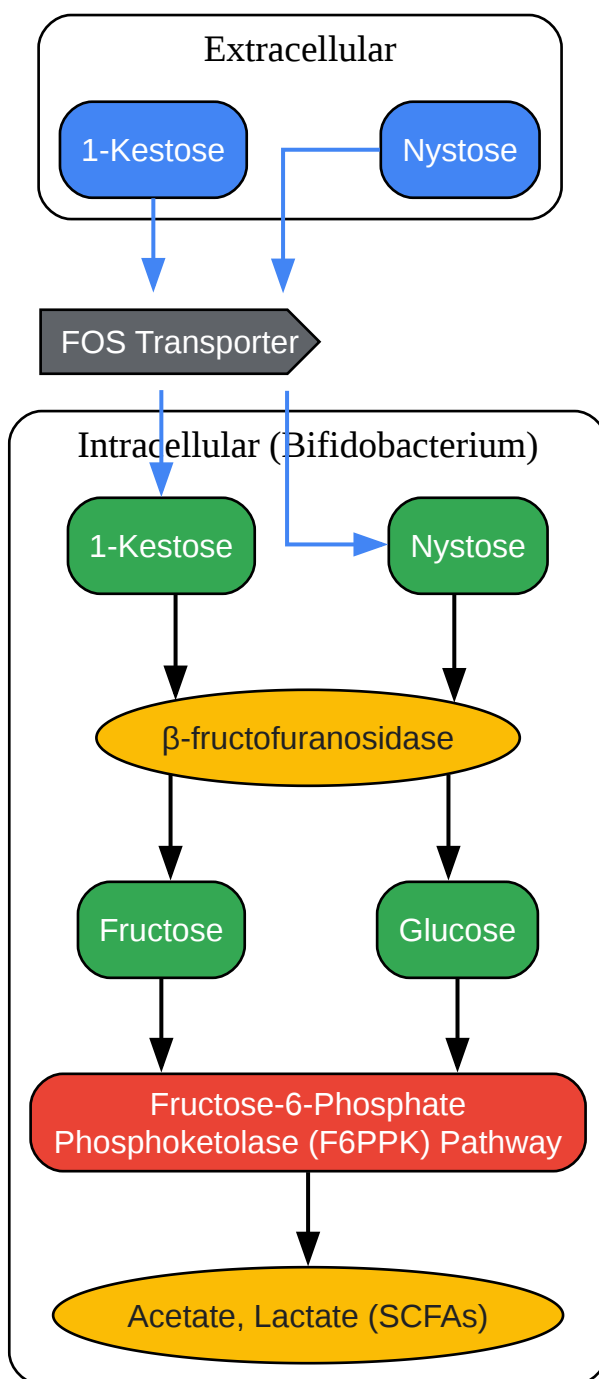 Extracellular
1-Kestose
Nystose
FOS Transporter
Intracellular (Bifidobacterium)
1-Kestose
Nystose
β-fructofuranosidase
Fructose
Glucose
Fructose-6-Phosphate
Phosphoketolase (F6PPK) Pathway
Acetate, Lactate (SCFAs)